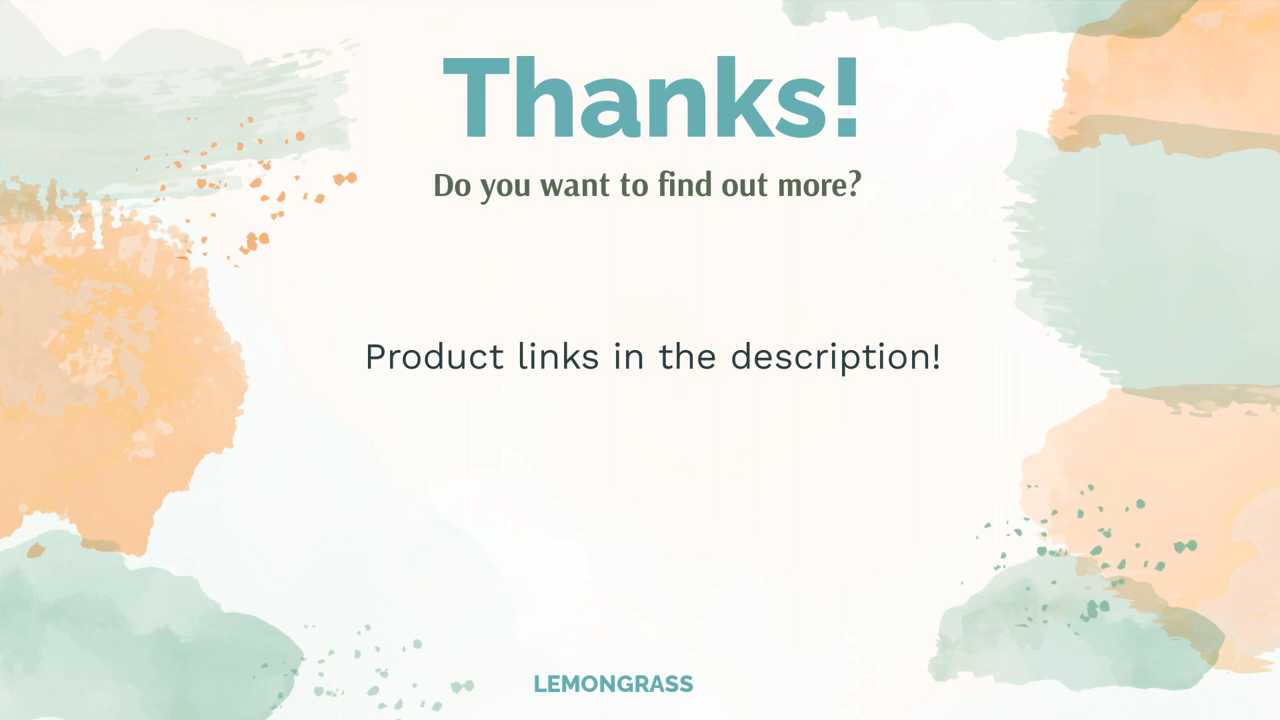 Thanks!
Do you want to find out more?
Product links in the description!
LEMONGRASS